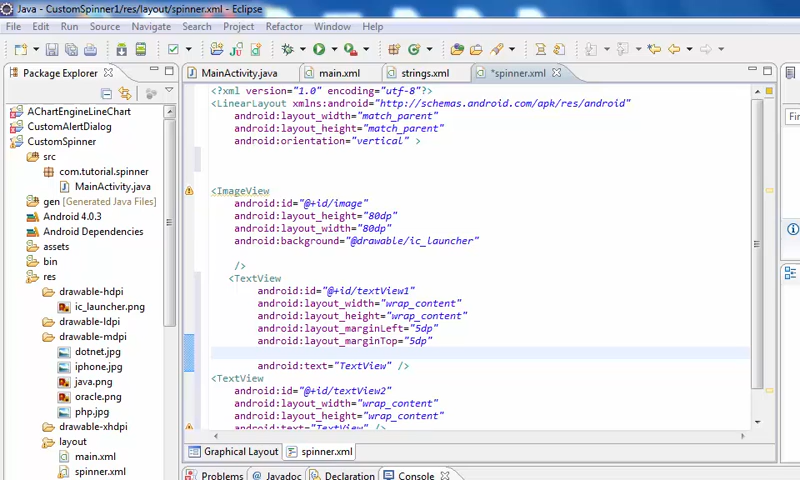 Java - CustomSpinner1/res/layout/spinner.xml - Eclipse
File Edit Run Source Navigate Search Project Refactor Window Help
Package Explorer
MainActivity.java main.xml strings.xml *spinner.xml
AChartEngineLineChart
CustomAlertDialog
CustomSpinner
src
com.tutorial.spinner
MainActivity.java
gen [Generated Java Files]
Android 4.0.3
Android Dependencies
assets
bin
res
drawable-hdpi
ic_launcher.png
drawable-ldpi
drawable-mdpi
dotnet.jpg
iphone.jpg
java.png
oracle.png
php.jpg
drawable-xhdpi
layout
main.xml
spinner.xml
<?xml version="1.0" encoding="utf-8"?>
<LinearLayout xmlns:android="http://schemas.android.com/apk/res/android"
android:layout_width="match_parent"
android:layout_height="match_parent"
android:orientation="vertical" >
<ImageView
android:id="@+id/image"
android:layout_height="80dp"
android:layout_width="80dp"
android:background="@drawable/ic_launcher"
/>
<TextView
android:id="@+id/textView1"
android:layout_width="wrap_content"
android:layout_height="wrap_content"
android:layout_marginLeft="5dp"
android:layout_marginTop="5dp"
android:text="TextView" />
<TextView
android:id="@+id/textView2"
android:layout_width="wrap_content"
android:layout_height="wrap_content"
android:text="TextView" />
Graphical Layout spinner.xml
Problems Javadoc Declaration Console